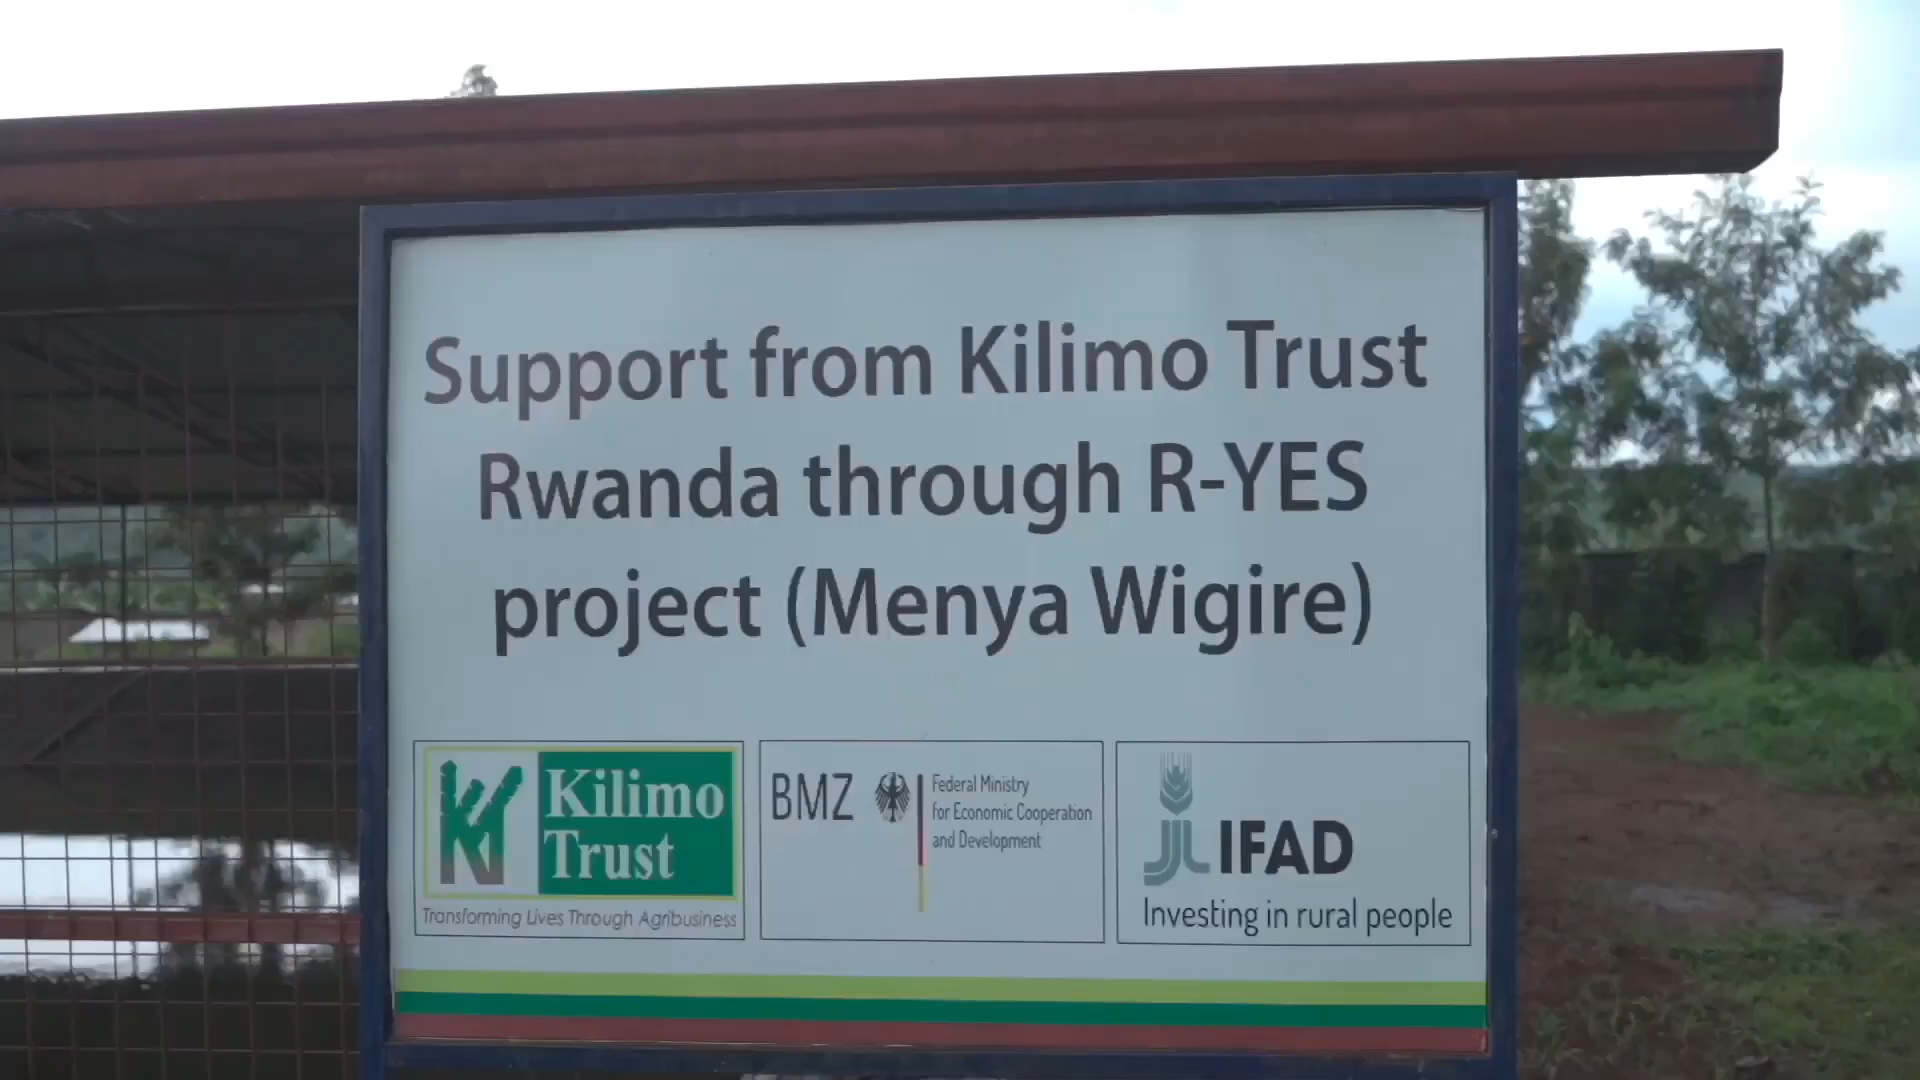 Support from Kilimo Trust
Rwanda through R-YES
project (Menya Wigire)
Kilimo
Trust
Transforming Lives Through Agribusiness
BMZ
Federal Ministry
for Economic Cooperation
and Development
IFAD
Investing in rural people